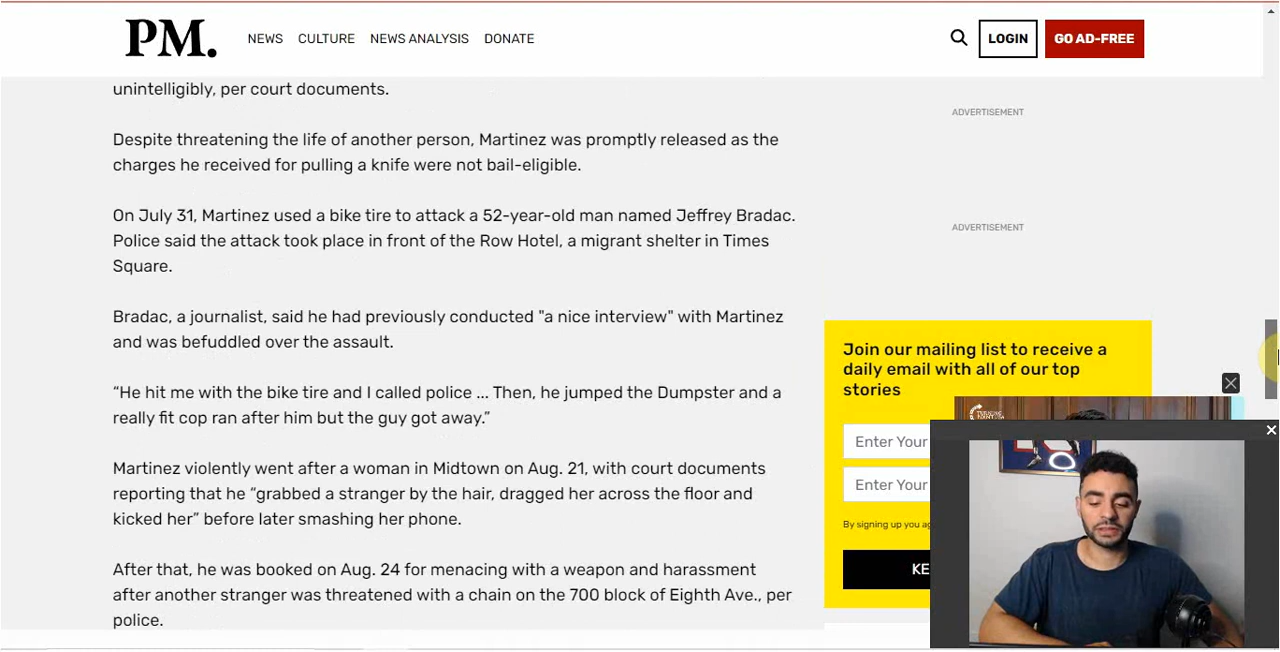 PM.
NEWS CULTURE NEWS ANALYSIS DONATE
LOGIN
GO AD-FREE
unintelligibly, per court documents.
Despite threatening the life of another person, Martinez was promptly released as the
charges he received for pulling a knife were not bail-eligible.
On July 31, Martinez used a bike tire to attack a 52-year-old man named Jeffrey Bradac.
Police said the attack took place in front of the Row Hotel, a migrant shelter in Times
Square.
Bradac, a journalist, said he had previously conducted "a nice interview" with Martinez
and was befuddled over the assault.
“He hit me with the bike tire and I called police ... Then, he jumped the Dumpster and a
really fit cop ran after him but the guy got away.”
Martinez violently went after a woman in Midtown on Aug. 21, with court documents
reporting that he “grabbed a stranger by the hair, dragged her across the floor and
kicked her” before later smashing her phone.
After that, he was booked on Aug. 24 for menacing with a weapon and harassment
after another stranger was threatened with a chain on the 700 block of Eighth Ave., per
police.
ADVERTISEMENT
ADVERTISEMENT
Join our mailing list to receive a
daily email with all of our top
stories
Enter Your
Enter Your
By signing up you ag
KE